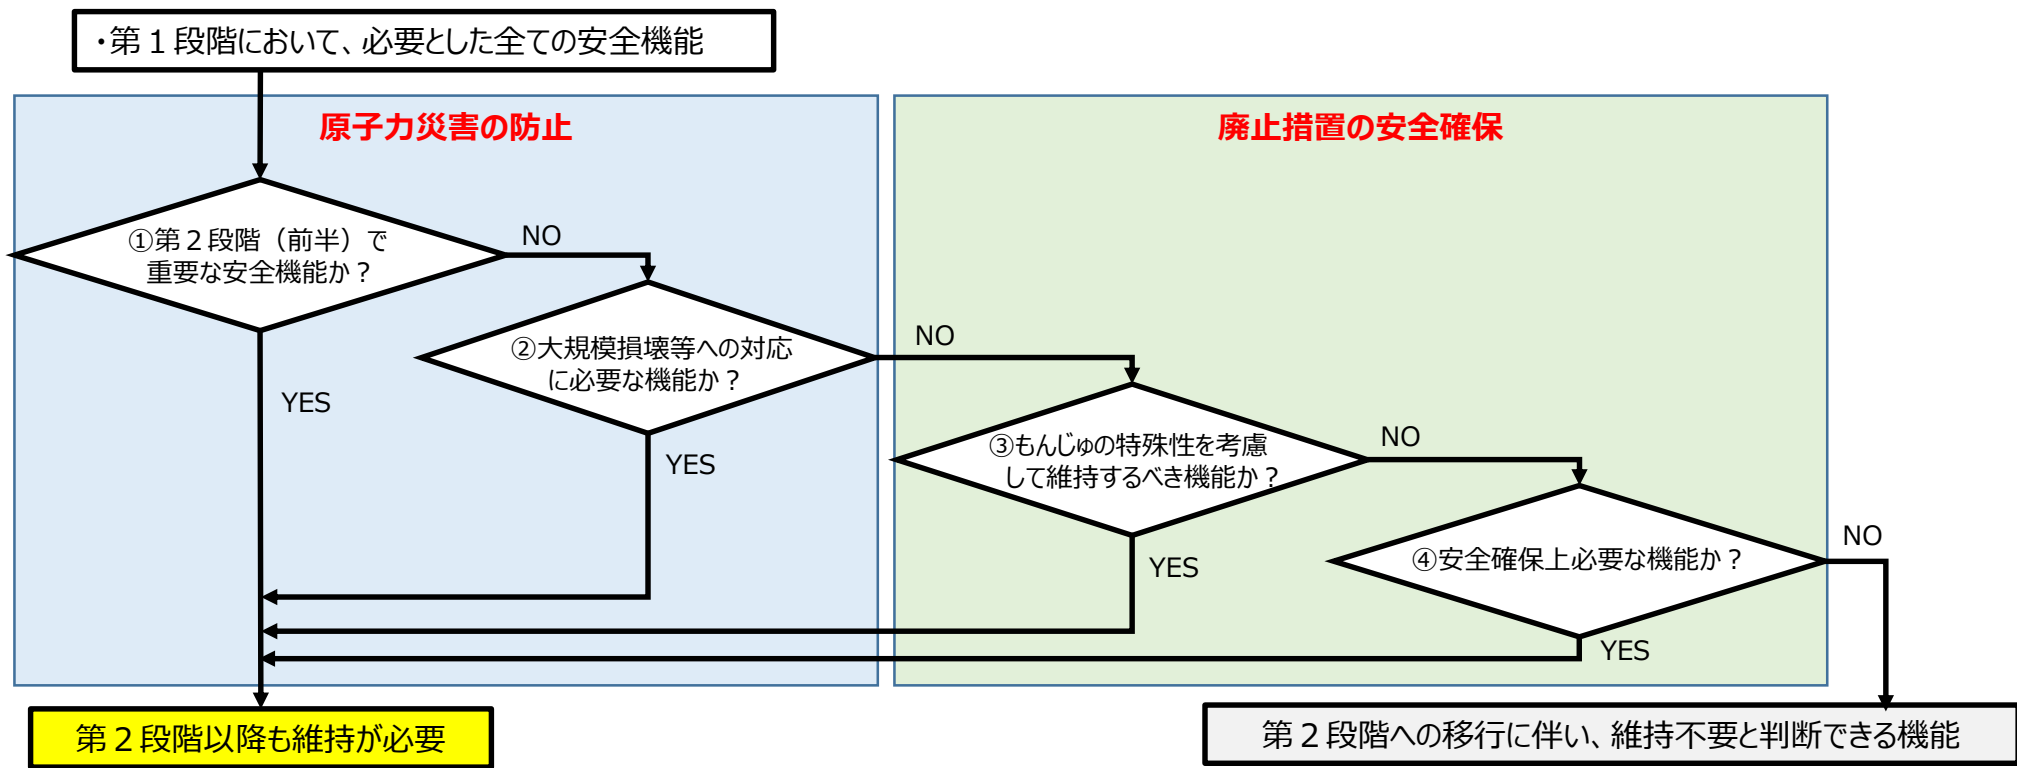 ・第１段階において、必要とした全ての安全機能
原子力災害の防止
廃止措置の安全確保
①第２段階（前半）で
重要な安全機能か？
NO
YES
②大規模損壊等への対応
に必要な機能か？
NO
YES
③もんじゅの特殊性を考慮
して維持するべき機能か？
NO
YES
④安全確保上必要な機能か？
NO
YES
第２段階以降も維持が必要
第２段階への移行に伴い、維持不要と判断できる機能